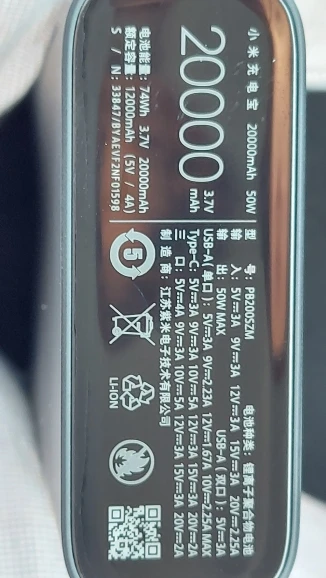 小米充电宝 20000mAh 50W
20000 3.7V mAh
电池能量: 74Wh 3.7V 20000mAh
额定容量: 12000mAh (5V / 4A)
S / N: 33847/BYAEVF2NF01598
型 号: PB200SZM 电池种类: 锂离子聚合物电池
输 入: 5V⎓3A 9V⎓3A 12V⎓3A 15V⎓3A 20V⎓2.25A
输 出: 50W MAX USB-A(双口): 5V⎓3A
USB-A(单口): 5V⎓3A 9V⎓2.23A 12V⎓1.67A 10V⎓2.25A MAX
Type-C: 5V⎓3A 9V⎓3A 10V⎓5A 12V⎓3A 15V⎓3A 20V⎓2A
三 口: 5V⎓4A 9V⎓3A 10V⎓5A 12V⎓3A 15V⎓3A 20V⎓2A
制 造 商: 江苏紫米电子技术有限公司
5
LI-ION